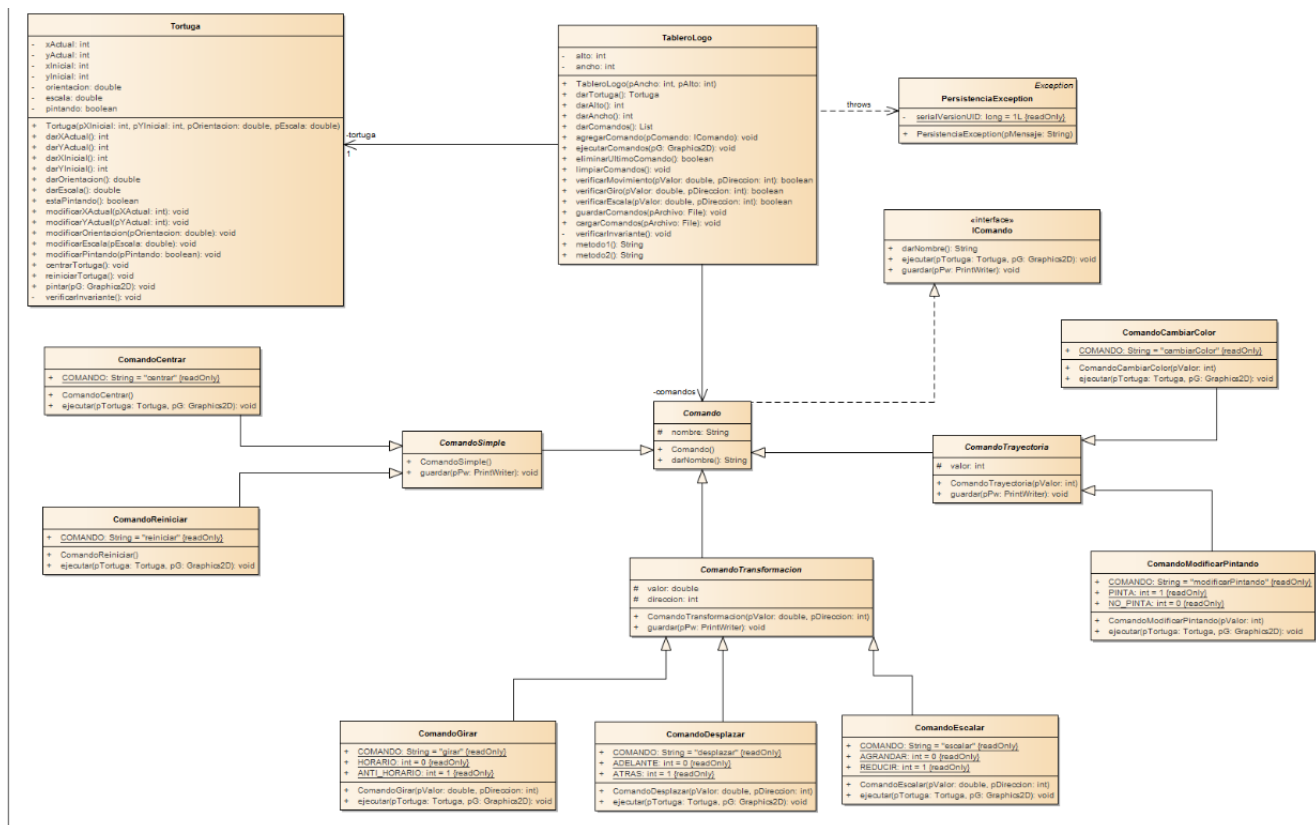 Tortuga
- xActual: int
- yActual: int
- xInicial: int
- yInicial: int
- orientacion: double
- escala: double
- pintando: boolean
+ Tortuga(pXInicial: int, pYInicial: int, pOrientacion: double, pEscala: double)
+ darXActual(): int
+ darYActual(): int
+ darXInicial(): int
+ darYInicial(): int
+ darOrientacion(): double
+ darEscala(): double
+ estaPintando(): boolean
+ modificarXActual(pXActual: int): void
+ modificarYActual(pYActual: int): void
+ modificarOrientacion(pOrientacion: double): void
+ modificarEscala(pEscala: double): void
+ modificarPintando(pPintando: boolean): void
+ centrarTortuga(): void
+ reiniciarTortuga(): void
+ pintar(pG: Graphics2D): void
- verificarInvariante(): void
-tortuga
1
TableroLogo
- alto: int
- ancho: int
+ TableroLogo(pAncho: int, pAlto: int)
+ darTortuga(): Tortuga
+ darAlto(): int
+ darAncho(): int
+ darComandos(): List
+ agregarComando(pComando: IComando): void
+ ejecutarComandos(pG: Graphics2D): void
+ eliminarUltimoComando(): boolean
+ limpiarComandos(): void
+ verificarMovimiento(pValor: double, pDireccion: int): boolean
+ verificarGiro(pValor: double, pDireccion: int): boolean
+ verificarEscala(pValor: double, pDireccion: int): boolean
+ guardarComandos(pArchivo: File): void
+ cargarComandos(pArchivo: File): void
- verificarInvariante(): void
+ metodo1(): String
+ metodo2(): String
throws
Exception
PersistenciaException
- serialVersionUID: long = 1L {readOnly}
+ PersistenciaException(pMensaje: String)
«interface»
IComando
+ darNombre(): String
+ ejecutar(pTortuga: Tortuga, pG: Graphics2D): void
+ guardar(pPw: PrintWriter): void
ComandoCambiarColor
+ COMANDO: String = "cambiarColor" {readOnly}
+ ComandoCambiarColor(pValor: int)
+ ejecutar(pTortuga: Tortuga, pG: Graphics2D): void
ComandoCentrar
+ COMANDO: String = "centrar" {readOnly}
+ ComandoCentrar()
+ ejecutar(pTortuga: Tortuga, pG: Graphics2D): void
-comandos
Comando
# nombre: String
+ Comando()
+ darNombre(): String
ComandoSimple
+ ComandoSimple()
+ guardar(pPw: PrintWriter): void
ComandoTrayectoria
# valor: int
+ ComandoTrayectoria(pValor: int)
+ guardar(pPw: PrintWriter): void
ComandoReiniciar
+ COMANDO: String = "reiniciar" {readOnly}
+ ComandoReiniciar()
+ ejecutar(pTortuga: Tortuga, pG: Graphics2D): void
ComandoTransformacion
# valor: double
# direccion: int
+ ComandoTransformacion(pValor: double, pDireccion: int)
+ guardar(pPw: PrintWriter): void
ComandoModificarPintando
+ COMANDO: String = "modificarPintando" {readOnly}
+ PINTA: int = 1 {readOnly}
+ NO_PINTA: int = 0 {readOnly}
+ ComandoModificarPintando(pValor: int)
+ ejecutar(pTortuga: Tortuga, pG: Graphics2D): void
ComandoGirar
+ COMANDO: String = "girar" {readOnly}
+ HORARIO: int = 0 {readOnly}
+ ANTI_HORARIO: int = 1 {readOnly}
+ ComandoGirar(pValor: double, pDireccion: int)
+ ejecutar(pTortuga: Tortuga, pG: Graphics2D): void
ComandoDesplazar
+ COMANDO: String = "desplazar" {readOnly}
+ ADELANTE: int = 0 {readOnly}
+ ATRAS: int = 1 {readOnly}
+ ComandoDesplazar(pValor: double, pDireccion: int)
+ ejecutar(pTortuga: Tortuga, pG: Graphics2D): void
ComandoEscalar
+ COMANDO: String = "escalar" {readOnly}
+ AGRANDAR: int = 0 {readOnly}
+ REDUCIR: int = 1 {readOnly}
+ ComandoEscalar(pValor: double, pDireccion: int)
+ ejecutar(pTortuga: Tortuga, pG: Graphics2D): void